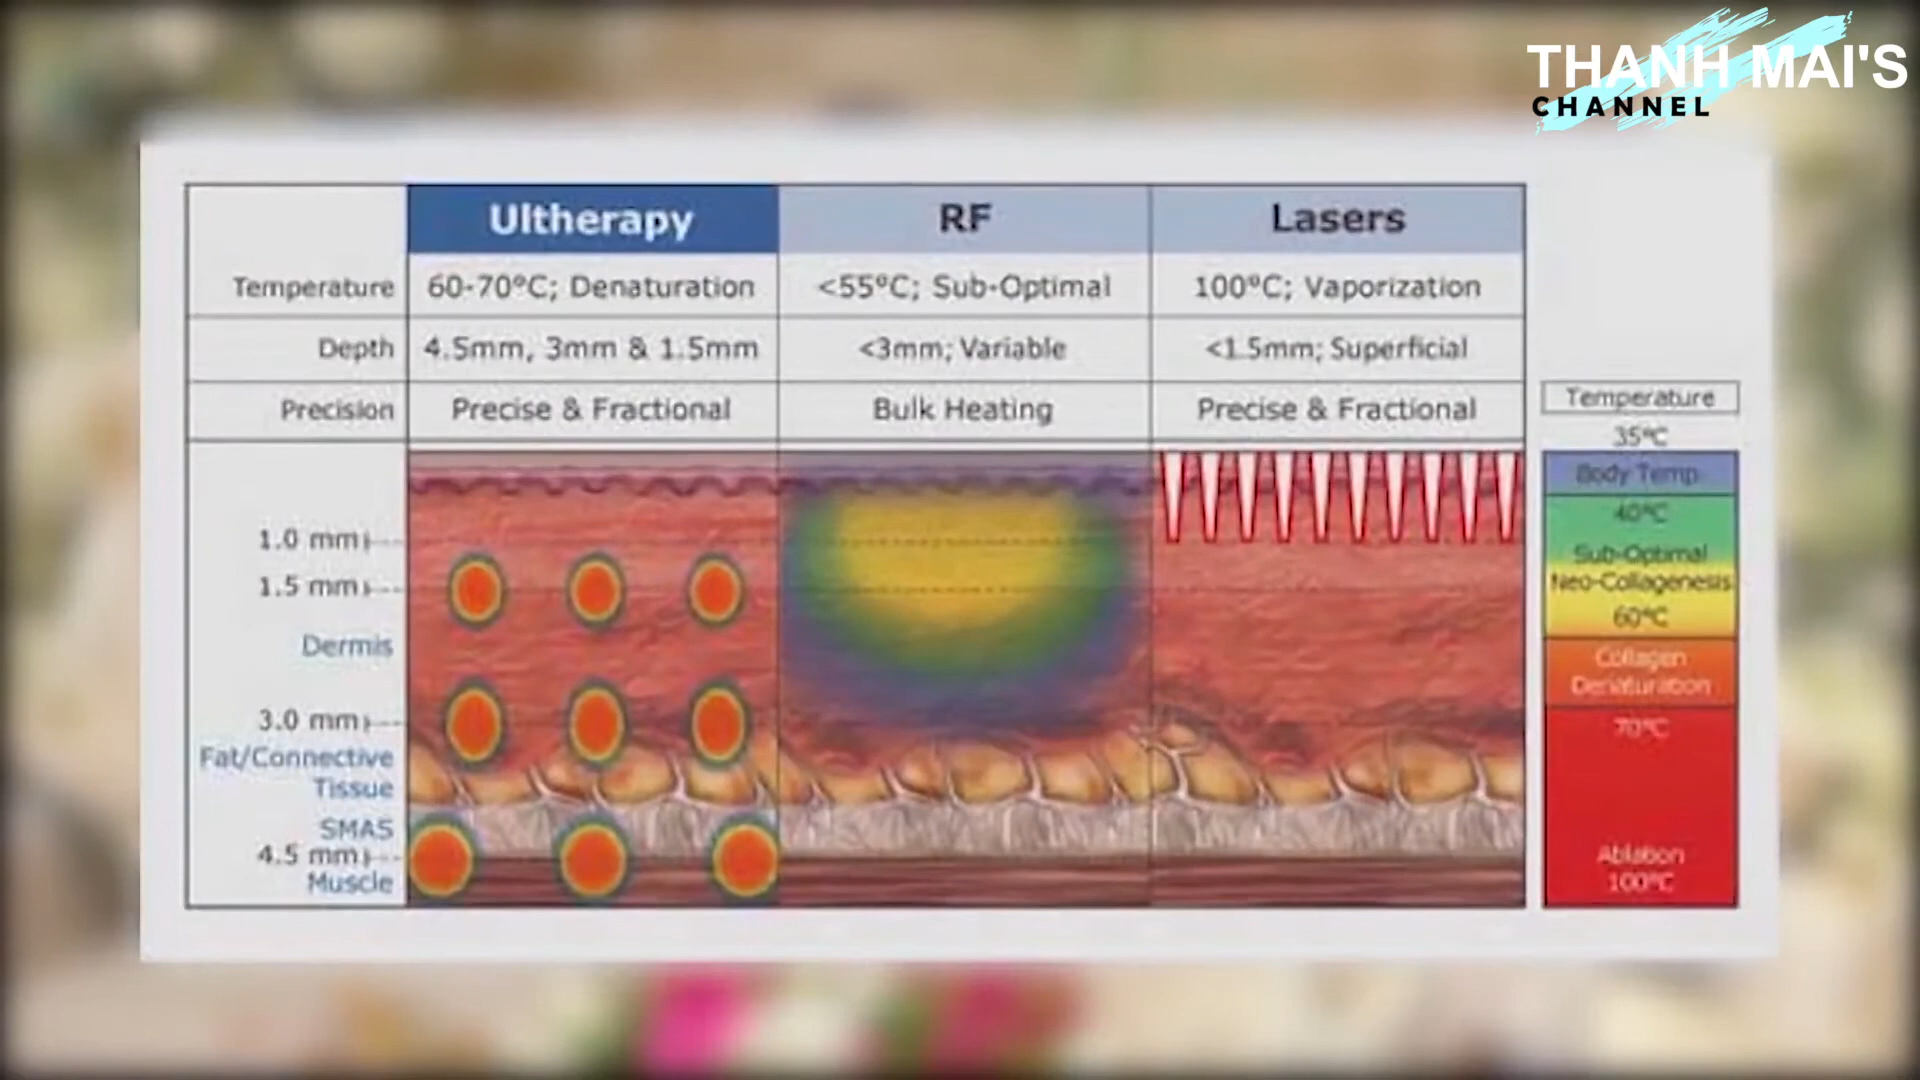 THANH MAI'S
CHANNEL
Ultherapy
RF
Lasers
Temperature
60-70°C; Denaturation
<55°C; Sub-Optimal
100°C; Vaporization
Depth
4.5mm, 3mm & 1.5mm
<3mm; Variable
<1.5mm; Superficial
Precision
Precise & Fractional
Bulk Heating
Precise & Fractional
1.0 mm
1.5 mm
Dermis
3.0 mm
Fat/Connective
Tissue
SMAS
4.5 mm
Muscle
Temperature
35°C
Body Temp
40°C
Sub-Optimal
Neo-Collagenesis
60°C
Collagen
Denaturation
70°C
Ablation
100°C